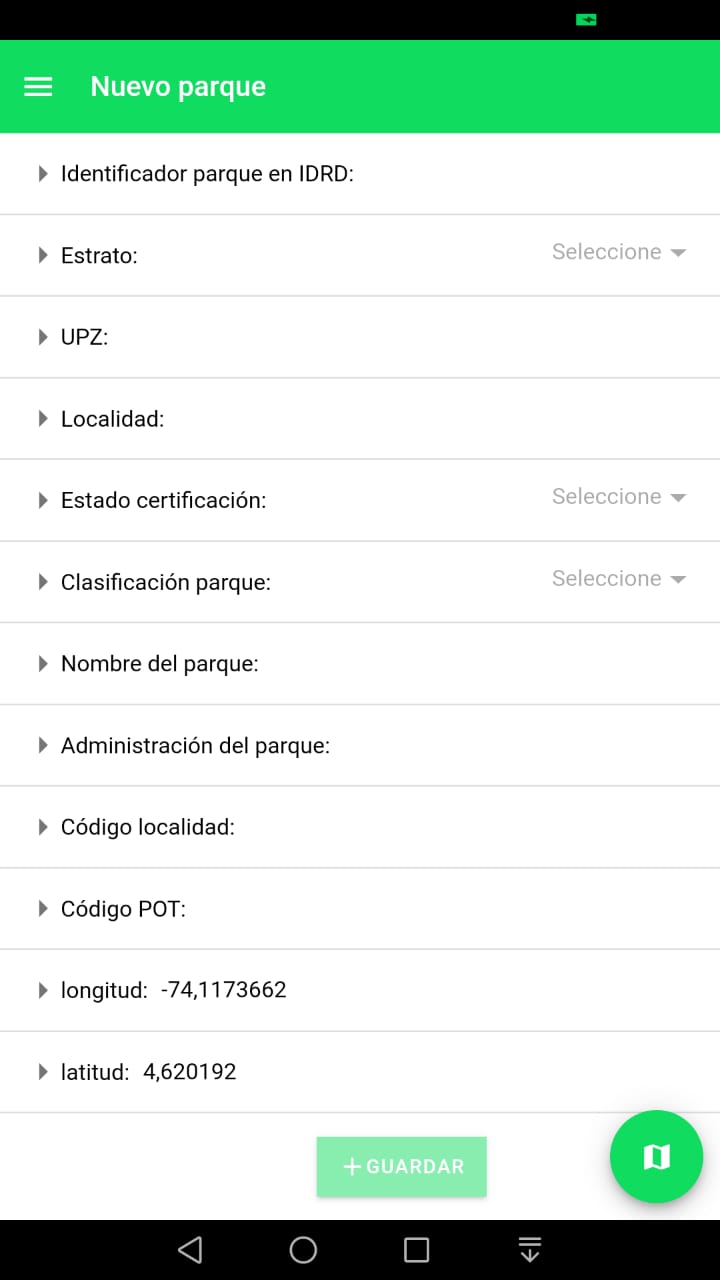 Nuevo parque
Identificador parque en IDRD:
Estrato: Seleccione
UPZ:
Localidad:
Estado certificación: Seleccione
Clasificación parque: Seleccione
Nombre del parque:
Administración del parque:
Código localidad:
Código POT:
longitud: -74,1173662
latitud: 4,620192
+ GUARDAR